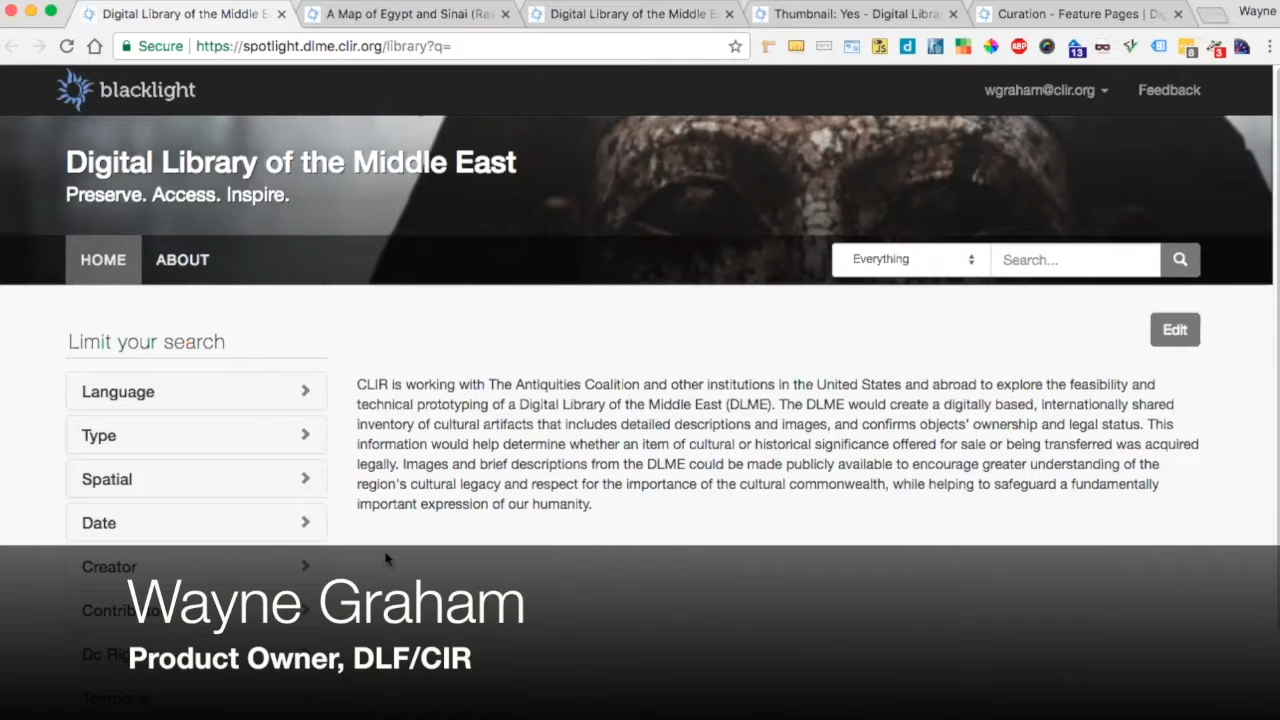 Digital Library of the Middle E
A Map of Egypt and Sinai (Ras
Digital Library of the Middle E
Thumbnail: Yes - Digital Libra
Curation - Feature Pages | Di
Wayne
Secure
https://spotlight.dlme.clir.org/library?q=
ABP
13
8
3
blacklight
wgraham@clir.org
Feedback
Digital Library of the Middle East
Preserve. Access. Inspire.
HOME
ABOUT
Everything
Search...
Limit your search
Edit
Language
Type
Spatial
Date
Creator
CLIR is working with The Antiquities Coalition and other institutions in the United States and abroad to explore the feasibility and
technical prototyping of a Digital Library of the Middle East (DLME). The DLME would create a digitally based, internationally shared
inventory of cultural artifacts that includes detailed descriptions and images, and confirms objects' ownership and legal status. This
information would help determine whether an item of cultural or historical significance offered for sale or being transferred was acquired
legally. Images and brief descriptions from the DLME could be made publicly available to encourage greater understanding of the
region's cultural legacy and respect for the importance of the cultural commonwealth, while helping to safeguard a fundamentally
important expression of our humanity.
Wayne Graham
Product Owner, DLF/CIR
Temporal